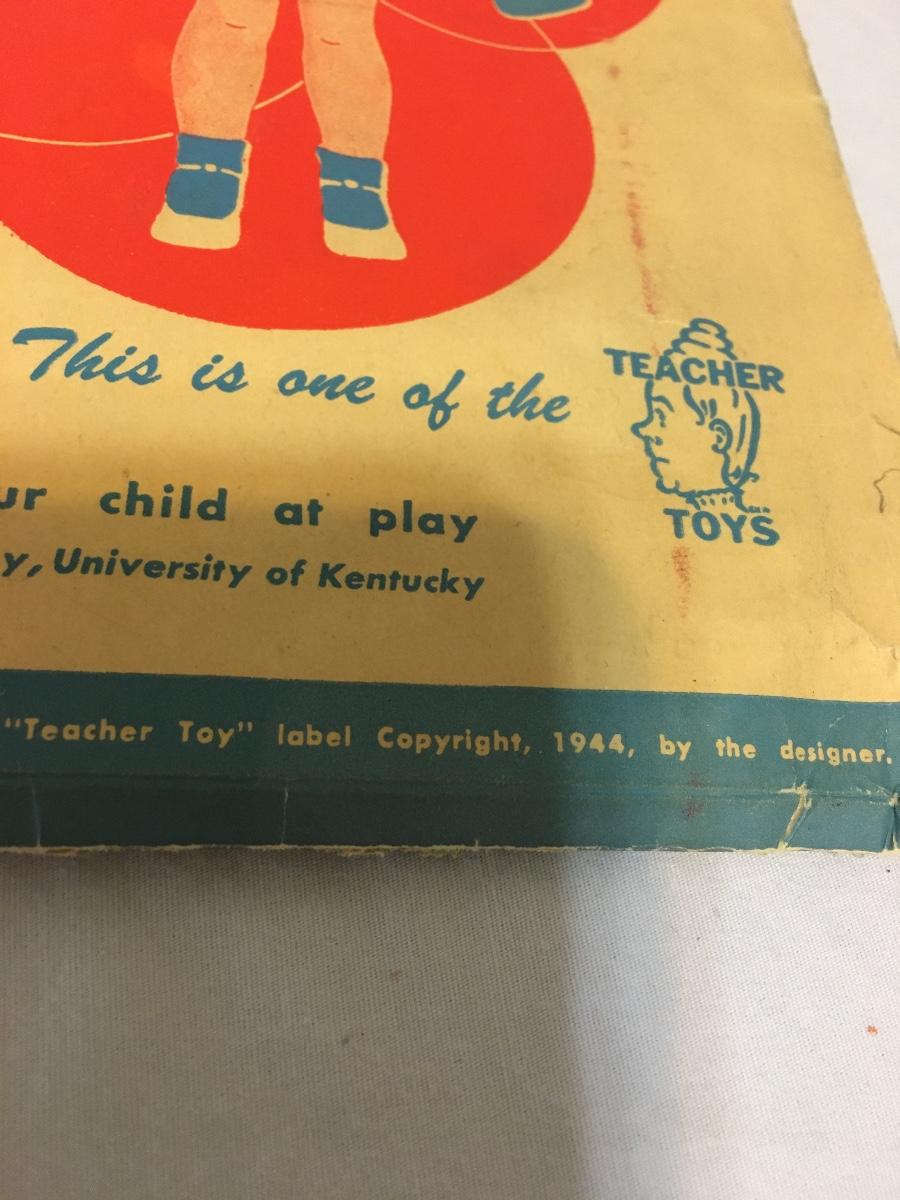 This is one of the
TEACHER
TOYS
child at play
University of Kentucky
"Teacher Toy" label Copyright, 1944, by the designer.